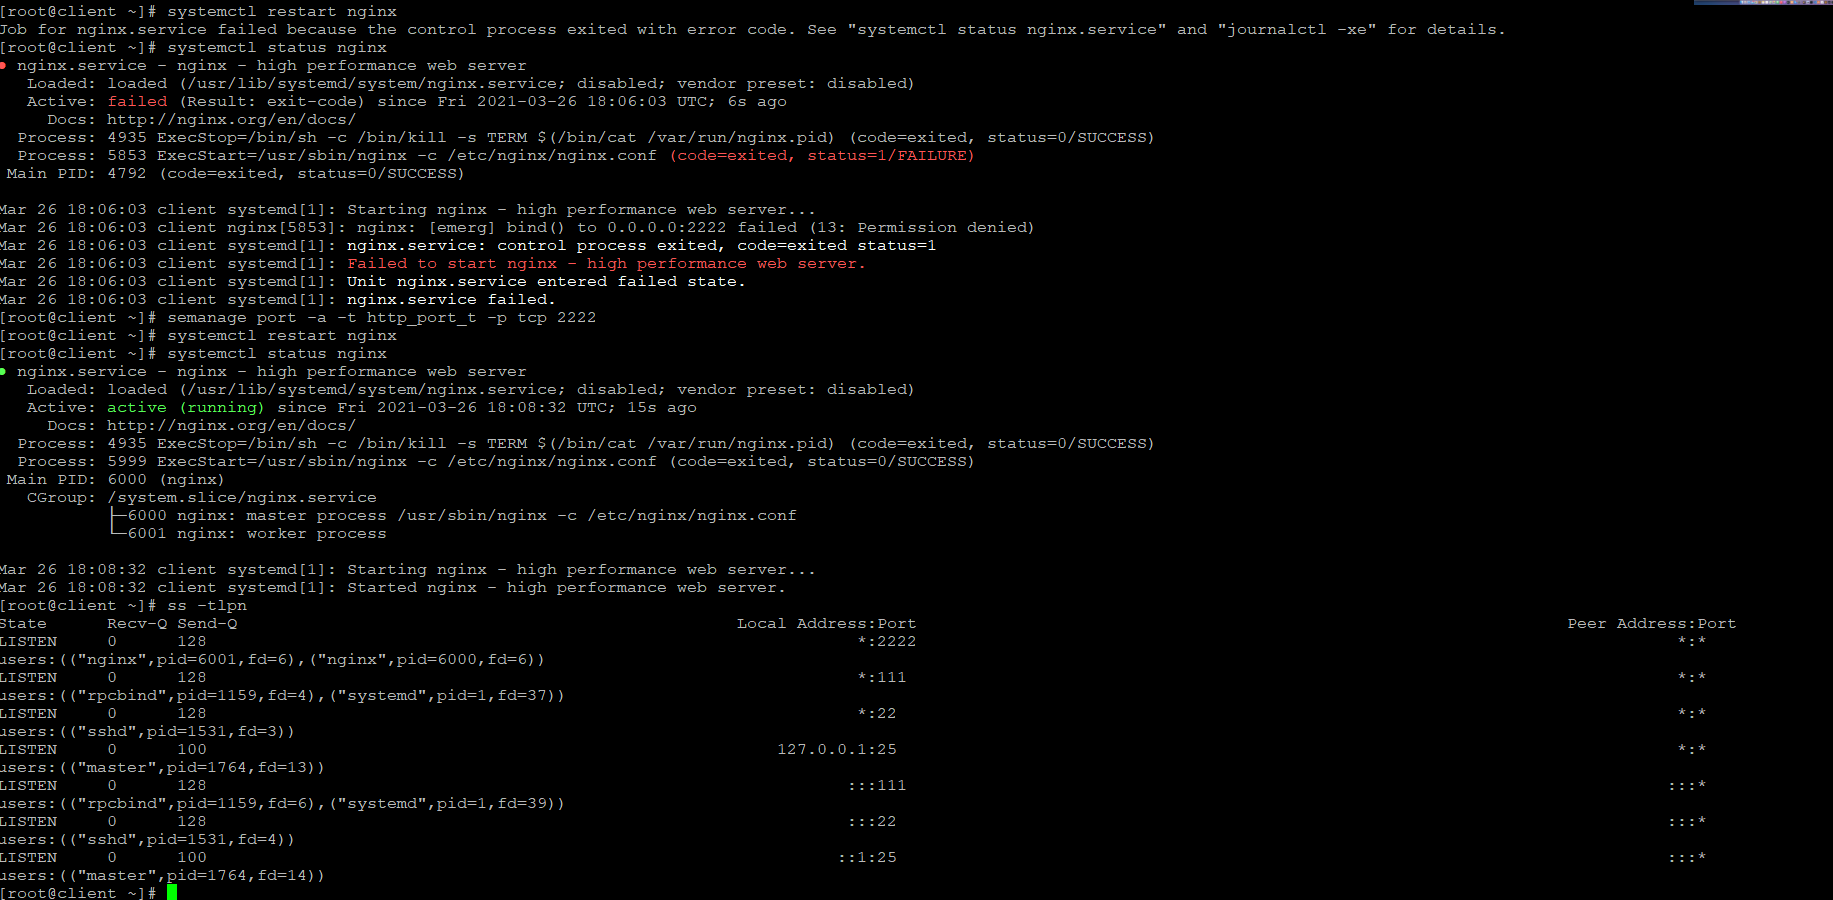 [root@client ~]# systemctl restart nginx
Job for nginx.service failed because the control process exited with error code. See "systemctl status nginx.service" and "journalctl -xe" for details.
[root@client ~]# systemctl status nginx
● nginx.service - nginx - high performance web server
   Loaded: loaded (/usr/lib/systemd/system/nginx.service; disabled; vendor preset: disabled)
   Active: failed (Result: exit-code) since Fri 2021-03-26 18:06:03 UTC; 6s ago
     Docs: http://nginx.org/en/docs/
  Process: 4935 ExecStop=/bin/sh -c /bin/kill -s TERM $(/bin/cat /var/run/nginx.pid) (code=exited, status=0/SUCCESS)
  Process: 5853 ExecStart=/usr/sbin/nginx -c /etc/nginx/nginx.conf (code=exited, status=1/FAILURE)
 Main PID: 4792 (code=exited, status=0/SUCCESS)

Mar 26 18:06:03 client systemd[1]: Starting nginx - high performance web server...
Mar 26 18:06:03 client nginx[5853]: nginx: [emerg] bind() to 0.0.0.0:2222 failed (13: Permission denied)
Mar 26 18:06:03 client systemd[1]: nginx.service: control process exited, code=exited status=1
Mar 26 18:06:03 client systemd[1]: Failed to start nginx - high performance web server.
Mar 26 18:06:03 client systemd[1]: Unit nginx.service entered failed state.
Mar 26 18:06:03 client systemd[1]: nginx.service failed.
[root@client ~]# semanage port -a -t http_port_t -p tcp 2222
[root@client ~]# systemctl restart nginx
[root@client ~]# systemctl status nginx
● nginx.service - nginx - high performance web server
   Loaded: loaded (/usr/lib/systemd/system/nginx.service; disabled; vendor preset: disabled)
   Active: active (running) since Fri 2021-03-26 18:08:32 UTC; 15s ago
     Docs: http://nginx.org/en/docs/
  Process: 4935 ExecStop=/bin/sh -c /bin/kill -s TERM $(/bin/cat /var/run/nginx.pid) (code=exited, status=0/SUCCESS)
  Process: 5999 ExecStart=/usr/sbin/nginx -c /etc/nginx/nginx.conf (code=exited, status=0/SUCCESS)
 Main PID: 6000 (nginx)
   CGroup: /system.slice/nginx.service
           ├─6000 nginx: master process /usr/sbin/nginx -c /etc/nginx/nginx.conf
           └─6001 nginx: worker process

Mar 26 18:08:32 client systemd[1]: Starting nginx - high performance web server...
Mar 26 18:08:32 client systemd[1]: Started nginx - high performance web server.
[root@client ~]# ss -tlpn
State      Recv-Q Send-Q          Local Address:Port          Peer Address:Port
LISTEN     0      128          *:2222          *:*
users:(("nginx",pid=6001,fd=6),("nginx",pid=6000,fd=6))
LISTEN     0      128          *:111          *:*
users:(("rpcbind",pid=1159,fd=4),("systemd",pid=1,fd=37))
LISTEN     0      128          *:22          *:*
users:(("sshd",pid=1531,fd=3))
LISTEN     0      100          127.0.0.1:25          *:*
users:(("master",pid=1764,fd=13))
LISTEN     0      128          :::111          :::*
users:(("rpcbind",pid=1159,fd=6),("systemd",pid=1,fd=39))
LISTEN     0      128          :::22          :::*
users:(("sshd",pid=1531,fd=4))
LISTEN     0      100          ::1:25          :::*
users:(("master",pid=1764,fd=14))
[root@client ~]#